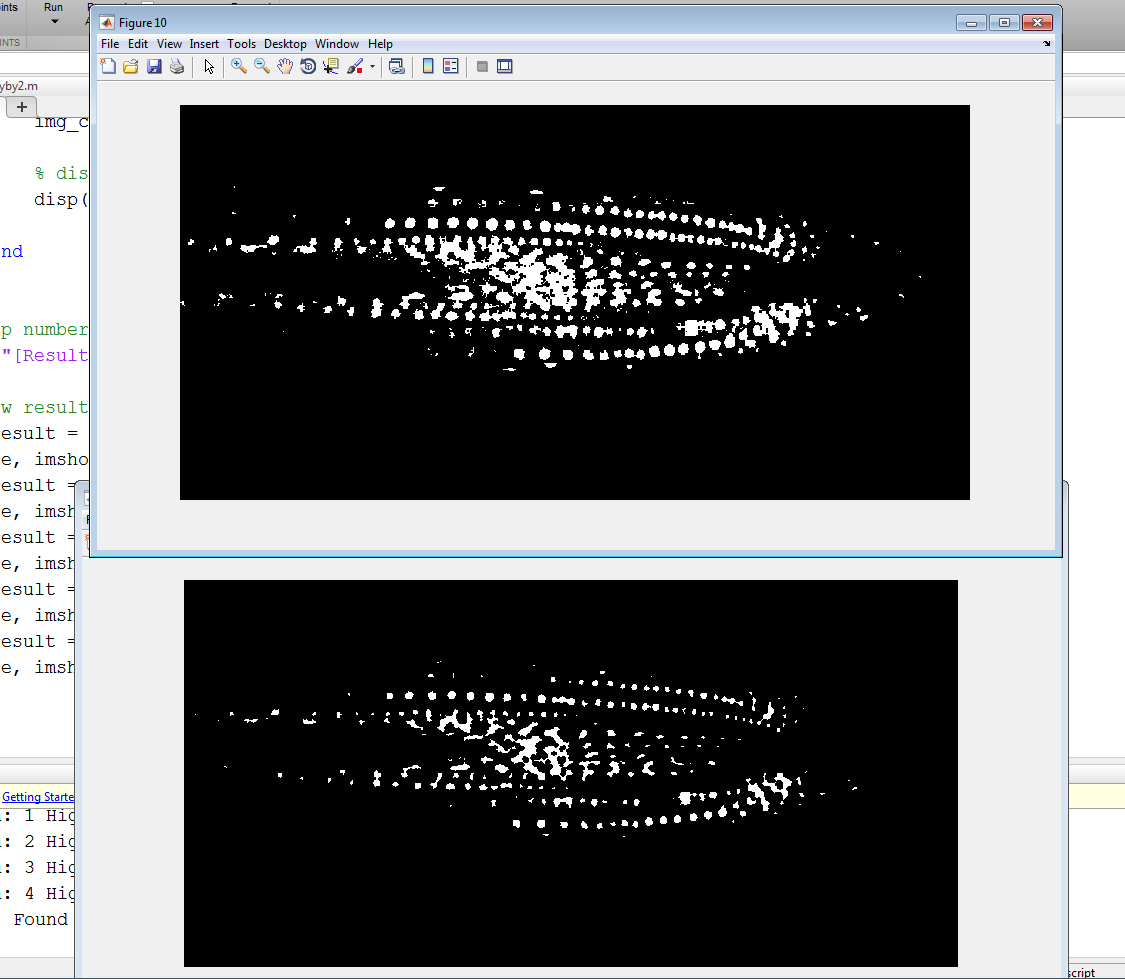 ints
Run
INTS
yby2.m
+
Figure 10
File Edit View Insert Tools Desktop Window Help
img_c
% dis
disp(
nd
p number
"[Result
w result
esult =
e, imsho
esult =
e, imsh
esult =
e, imsh
esult =
e, imsh
esult =
e, imsh
Getting Starte
: 1 Hig
: 2 Hig
: 3 Hig
: 4 Hig
Found
script